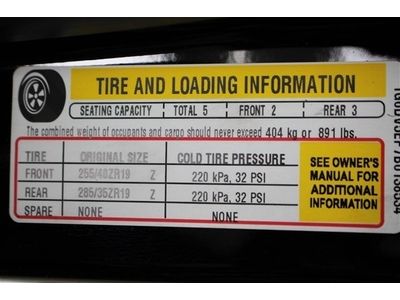 TIRE AND LOADING INFORMATION
SEATING CAPACITY TOTAL 5 FRONT 2 REAR 3
The combined weight of occupants and cargo should never exceed 404 kg or 891 lbs.
TIRE ORIGINAL SIZE COLD TIRE PRESSURE
FRONT 255/40ZR19 Z 220 kPa, 32 PSI
REAR 285/35ZR19 Z 220 kPa, 32 PSI
SPARE NONE NONE
SEE OWNER'S
MANUAL FOR
ADDITIONAL
INFORMATION